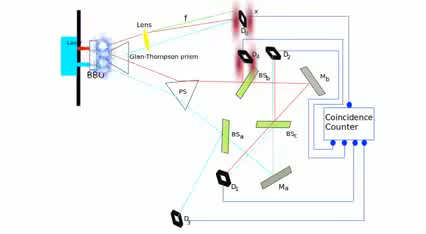 f
x
Lens
D0
Laser
D4
D2
Glan-Thompson prism
BBO
BSb
Mb
PS
Coincidence
Counter
BSa
BSc
D1
Ma
D3